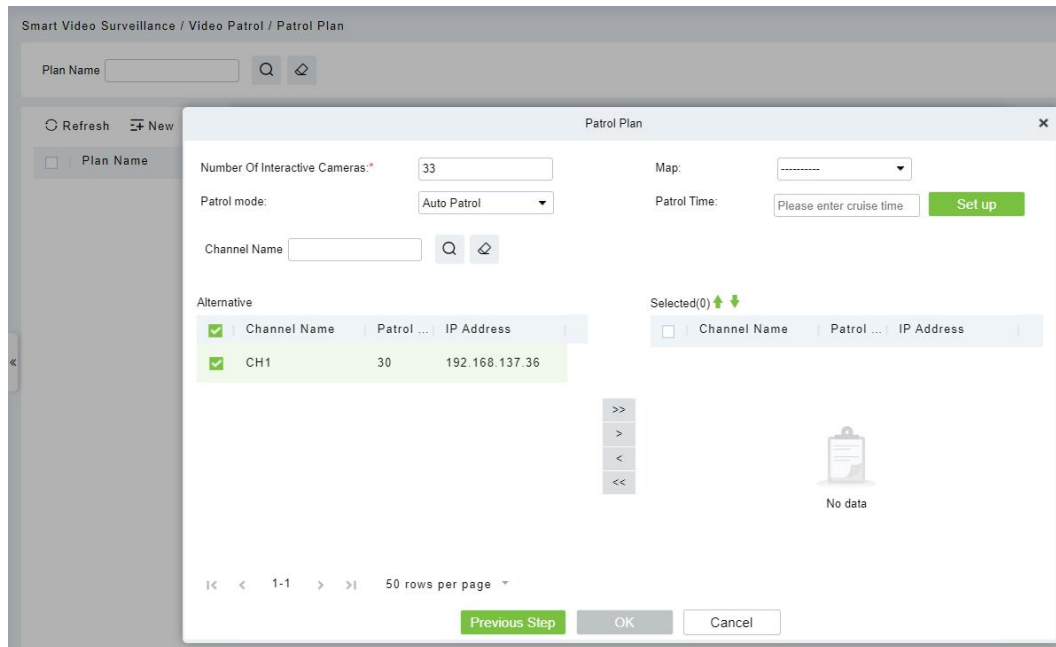 Smart Video Surveillance / Video Patrol / Patrol Plan
Plan Name
Refresh New
Plan Name
Patrol Plan
Number Of Interactive Cameras:* 33 Map: ----------
Patrol mode: Auto Patrol Patrol Time: Please enter cruise time Set up
Channel Name
Alternative Selected(0)
Channel Name Patrol ... IP Address Channel Name Patrol ... IP Address
CH1 30 192.168.137.36
>>
>
<
<<
No data
1-1 50 rows per page
Previous Step OK Cancel